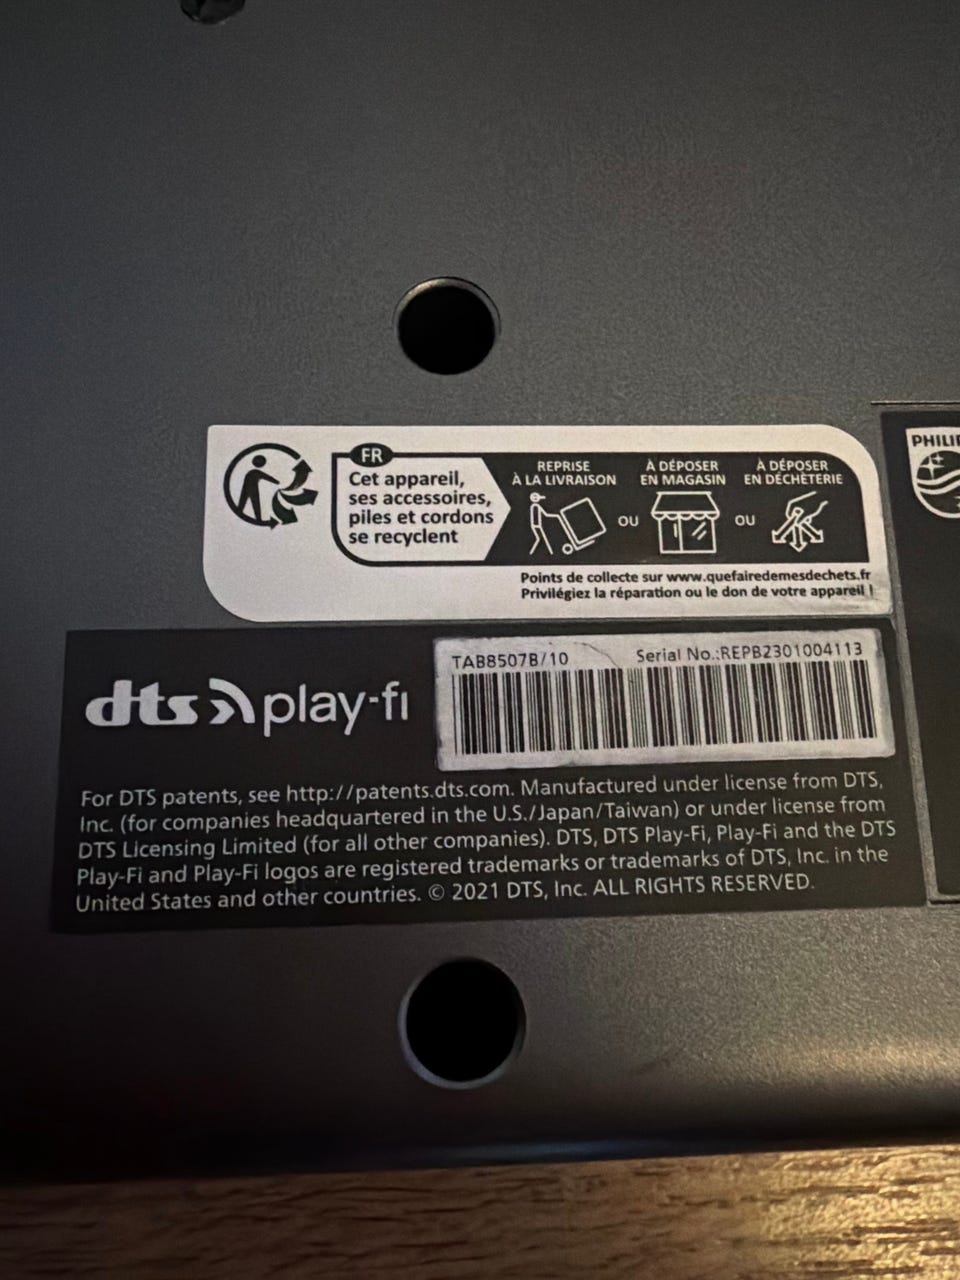 FR
Cet appareil,
ses accessoires,
piles et cordons
se recyclent
REPRISE
À LA LIVRAISON
OU
À DÉPOSER
EN MAGASIN
OU
À DÉPOSER
EN DÉCHÈTERIE
Points de collecte sur www.quefairedemesdechets.fr
Privilégiez la réparation ou le don de votre appareil !
dts play-fi
TAB8507B/10 Serial No.:REPB2301004113
For DTS patents, see http://patents.dts.com. Manufactured under license from DTS,
Inc. (for companies headquartered in the U.S./Japan/Taiwan) or under license from
DTS Licensing Limited (for all other companies). DTS, DTS Play-Fi, Play-Fi and the DTS
Play-Fi and Play-Fi logos are registered trademarks or trademarks of DTS, Inc. in the
United States and other countries. © 2021 DTS, Inc. ALL RIGHTS RESERVED.